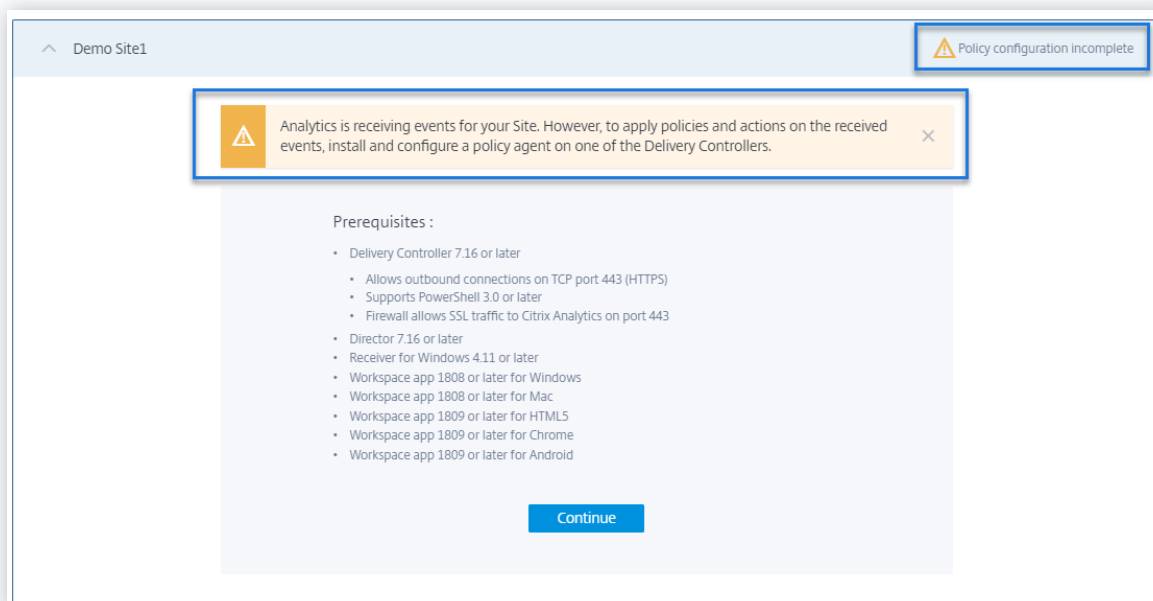 Demo Site1
Policy configuration incomplete
Analytics is receiving events for your Site. However, to apply policies and actions on the received
events, install and configure a policy agent on one of the Delivery Controllers.
Prerequisites :
• Delivery Controller 7.16 or later
• Allows outbound connections on TCP port 443 (HTTPS)
• Supports PowerShell 3.0 or later
• Firewall allows SSL traffic to Citrix Analytics on port 443
• Director 7.16 or later
• Receiver for Windows 4.11 or later
• Workspace app 1808 or later for Windows
• Workspace app 1808 or later for Mac
• Workspace app 1809 or later for HTML5
• Workspace app 1809 or later for Chrome
• Workspace app 1809 or later for Android
Continue